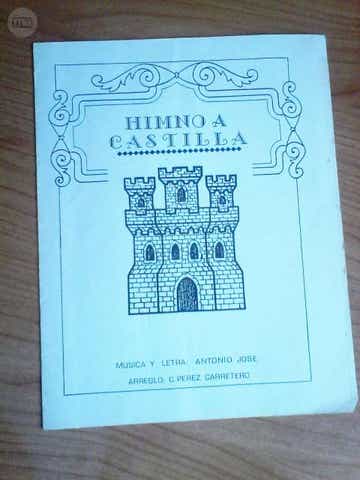 HIMNO A
CASTILLA
MUSICA Y LETRA: ANTONIO JOSE
ARREGLO: C. PEREZ CARRETERO